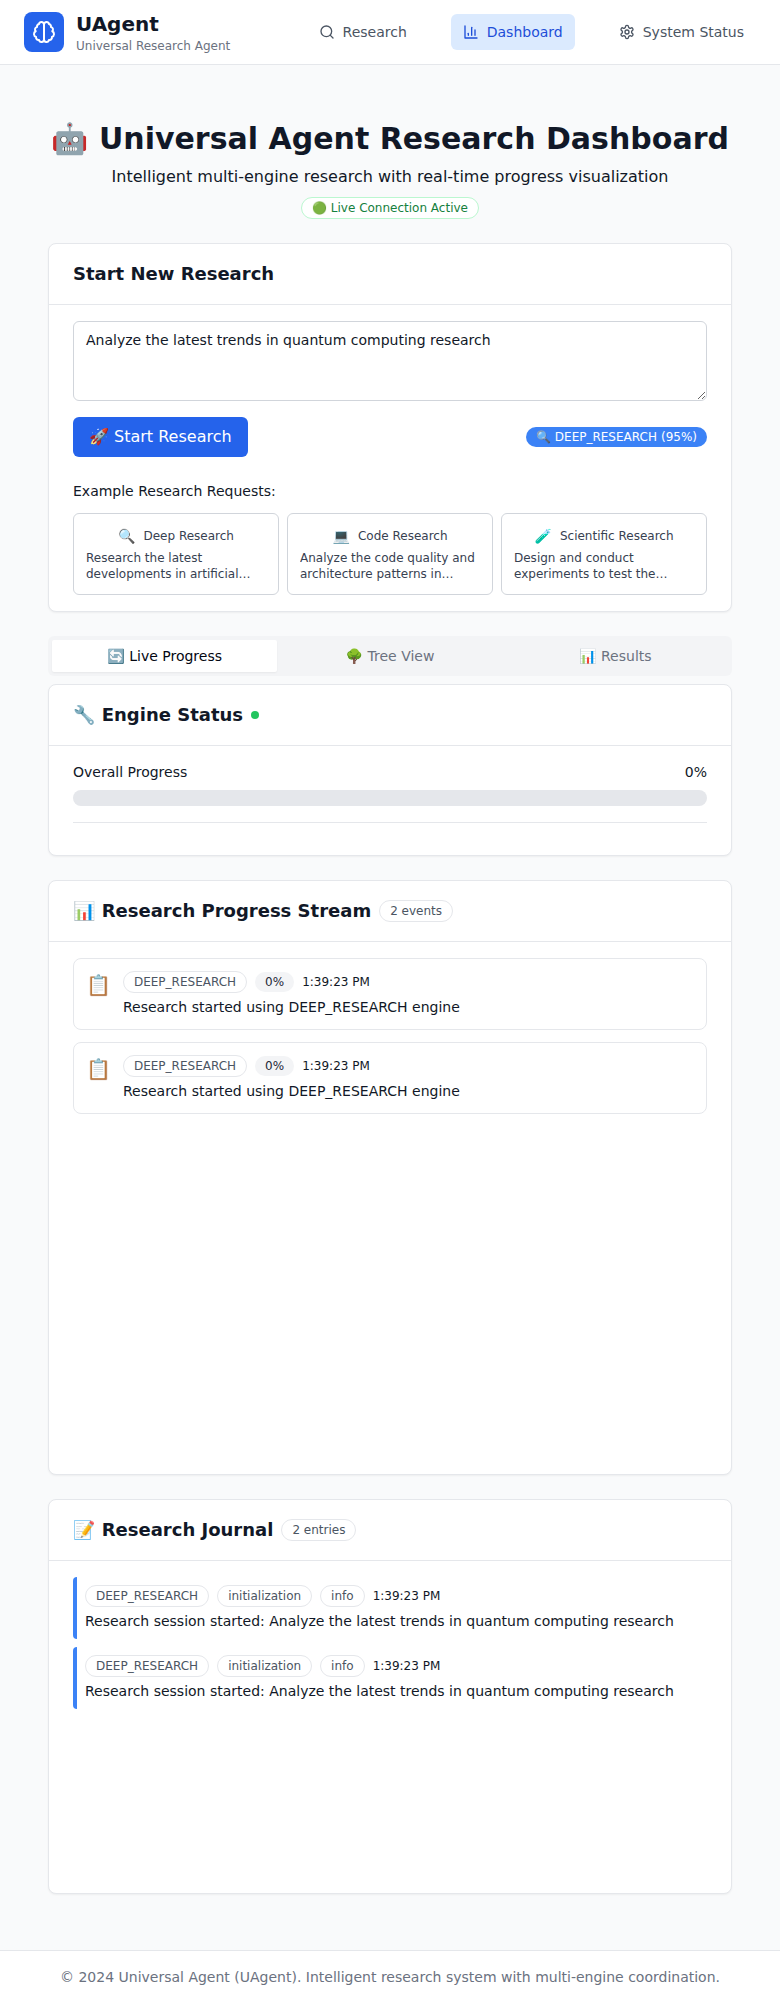 UAgent
Universal Research Agent
Research
Dashboard
System Status
🤖 Universal Agent Research Dashboard
Intelligent multi-engine research with real-time progress visualization
🟢 Live Connection Active
Start New Research
Analyze the latest trends in quantum computing research
🚀 Start Research
🔍 DEEP_RESEARCH (95%)
Example Research Requests:
🔍 Deep Research
Research the latest
developments in artificial…
💻 Code Research
Analyze the code quality and
architecture patterns in…
🧪 Scientific Research
Design and conduct
experiments to test the…
🔄 Live Progress
🌳 Tree View
📊 Results
🔧 Engine Status
Overall Progress 0%
📊 Research Progress Stream 2 events
📋 DEEP_RESEARCH 0% 1:39:23 PM
Research started using DEEP_RESEARCH engine
📋 DEEP_RESEARCH 0% 1:39:23 PM
Research started using DEEP_RESEARCH engine
📝 Research Journal 2 entries
DEEP_RESEARCH initialization info 1:39:23 PM
Research session started: Analyze the latest trends in quantum computing research
DEEP_RESEARCH initialization info 1:39:23 PM
Research session started: Analyze the latest trends in quantum computing research
© 2024 Universal Agent (UAgent). Intelligent research system with multi-engine coordination.